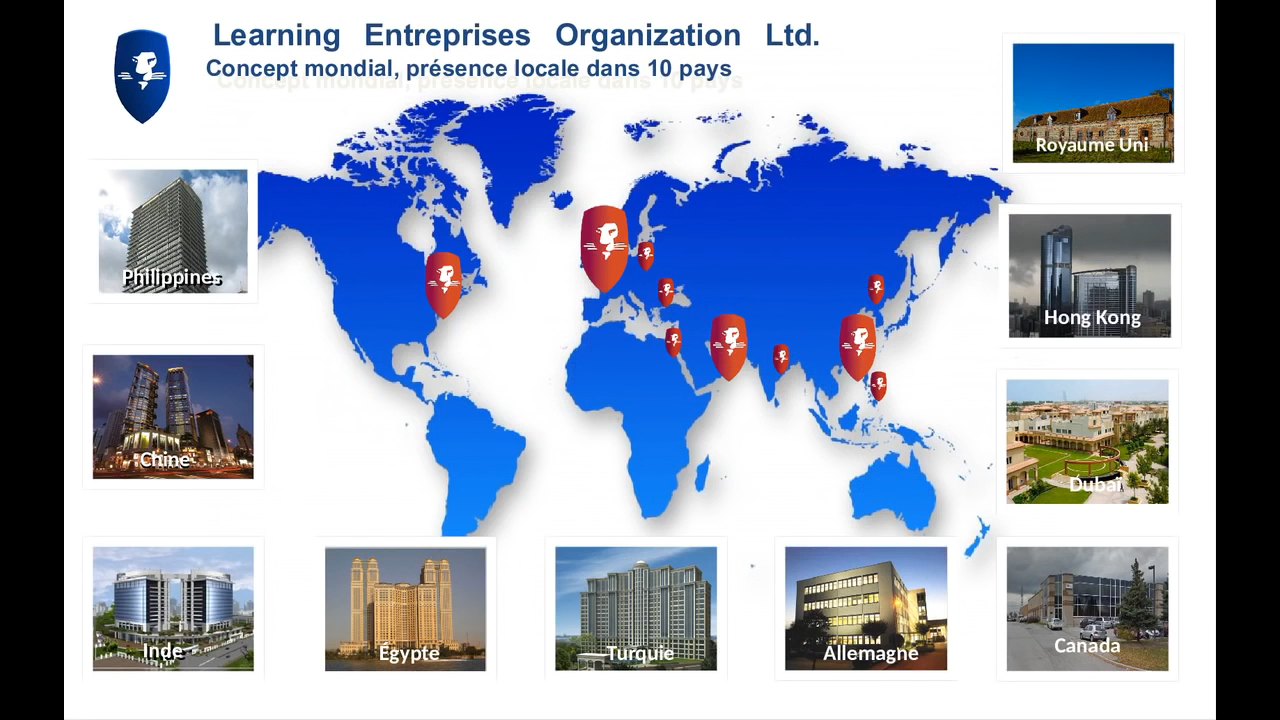 Learning Entreprises Organization Ltd.
Concept mondial, présence locale dans 10 pays
Royaume Uni
Philippines
Hong Kong
Chine
Dubaï
Inde
Égypte
Turquie
Allemagne
Canada